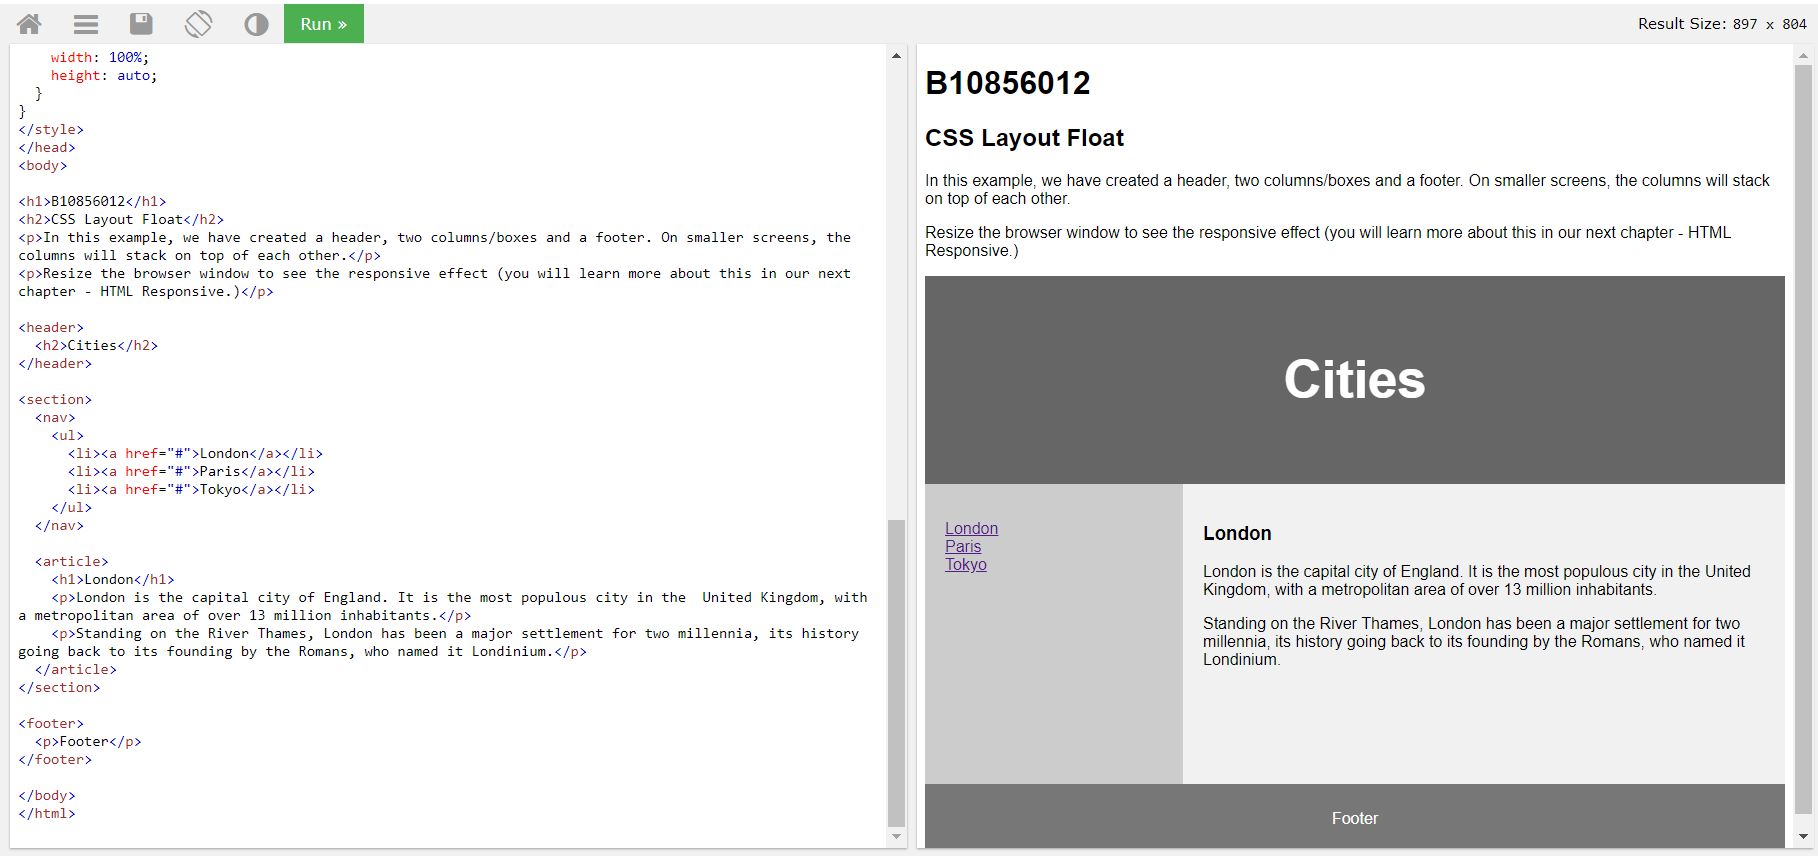 Run »
Result Size: 897 x 804
    width: 100%;
    height: auto;
  }
}
</style>
</head>
<body>
<h1>B10856012</h1>
<h2>CSS Layout Float</h2>
<p>In this example, we have created a header, two columns/boxes and a footer. On smaller screens, the
columns will stack on top of each other.</p>
<p>Resize the browser window to see the responsive effect (you will learn more about this in our next
chapter - HTML Responsive.)</p>
<header>
  <h2>Cities</h2>
</header>
<section>
  <nav>
    <ul>
      <li><a href="#">London</a></li>
      <li><a href="#">Paris</a></li>
      <li><a href="#">Tokyo</a></li>
    </ul>
  </nav>
  <article>
    <h1>London</h1>
    <p>London is the capital city of England. It is the most populous city in the  United Kingdom, with
a metropolitan area of over 13 million inhabitants.</p>
    <p>Standing on the River Thames, London has been a major settlement for two millennia, its history
going back to its founding by the Romans, who named it Londinium.</p>
  </article>
</section>
<footer>
  <p>Footer</p>
</footer>
</body>
</html>
B10856012
CSS Layout Float
In this example, we have created a header, two columns/boxes and a footer. On smaller screens, the columns will stack
on top of each other.
Resize the browser window to see the responsive effect (you will learn more about this in our next chapter - HTML
Responsive.)
Cities
London
Paris
Tokyo
London
London is the capital city of England. It is the most populous city in the United
Kingdom, with a metropolitan area of over 13 million inhabitants.
Standing on the River Thames, London has been a major settlement for two
millennia, its history going back to its founding by the Romans, who named it
Londinium.
Footer